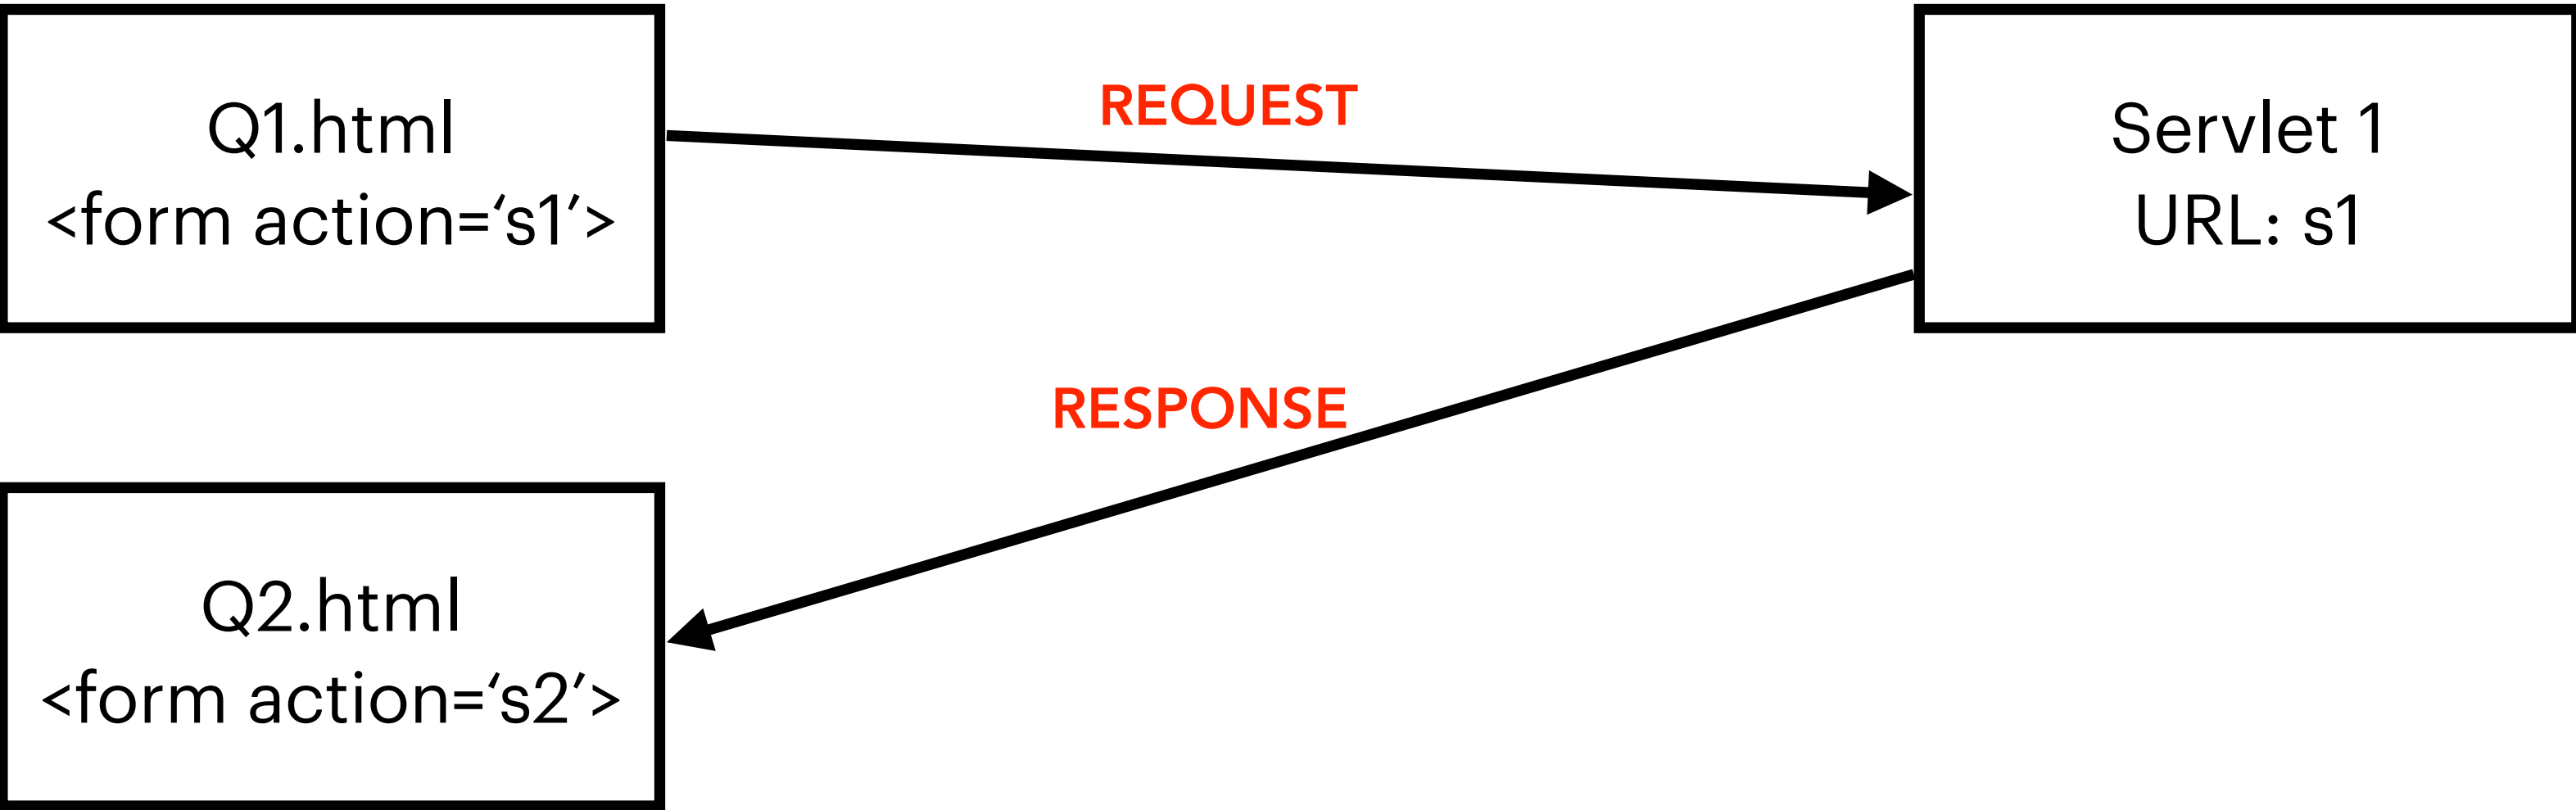 Q1.html
<form action=‘s1’>
REQUEST
Servlet 1
URL: s1
RESPONSE
Q2.html
<form action=‘s2’>